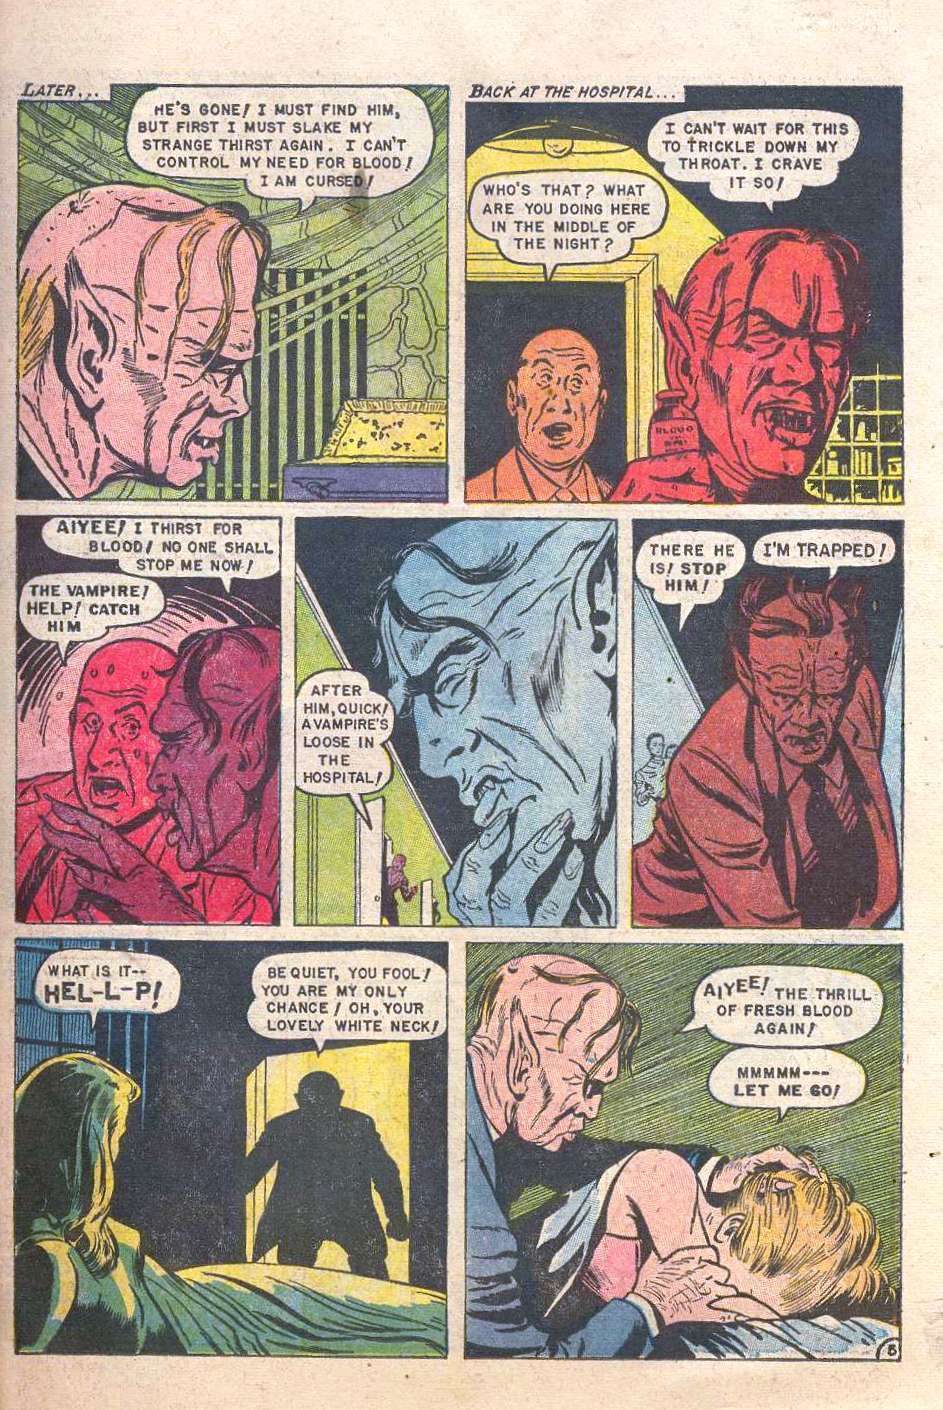 LATER...
HE'S GONE! I MUST FIND HIM,
BUT FIRST I MUST SLAKE MY
STRANGE THIRST AGAIN. I CAN'T
CONTROL MY NEED FOR BLOOD!
I AM CURSED!
BACK AT THE HOSPITAL...
WHO'S THAT? WHAT
ARE YOU DOING HERE
IN THE MIDDLE OF
THE NIGHT?
I CAN'T WAIT FOR THIS
TO TRICKLE DOWN MY
THROAT. I CRAVE
IT SO!
BLOOD
AIYEE! I THIRST FOR
BLOOD! NO ONE SHALL
STOP ME NOW!
THE VAMPIRE!
HELP! CATCH
HIM
AFTER
HIM, QUICK!
A VAMPIRE'S
LOOSE IN
THE
HOSPITAL!
THERE HE
IS! STOP
HIM!
I'M TRAPPED!
WHAT IS IT--
HEL-L-P!
BE QUIET, YOU FOOL!
YOU ARE MY ONLY
CHANCE! OH, YOUR
LOVELY WHITE NECK!
AIYEE! THE THRILL
OF FRESH BLOOD
AGAIN!
MMMMM---
LET ME GO!